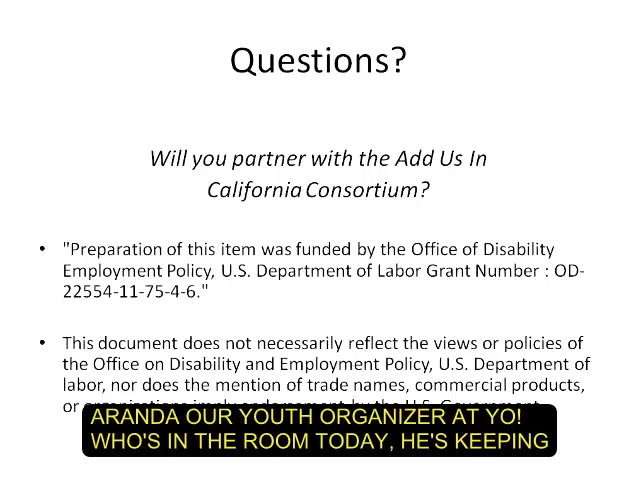 Questions?
Will you partner with the Add Us In
California Consortium?
• "Preparation of this item was funded by the Office of Disability
Employment Policy, U.S. Department of Labor Grant Number : OD-
22554-11-75-4-6."
• This document does not necessarily reflect the views or policies of
the Office on Disability and Employment Policy, U.S. Department of
labor, nor does the mention of trade names, commercial products,
or
ARANDA OUR YOUTH ORGANIZER AT YO!
WHO'S IN THE ROOM TODAY, HE'S KEEPING